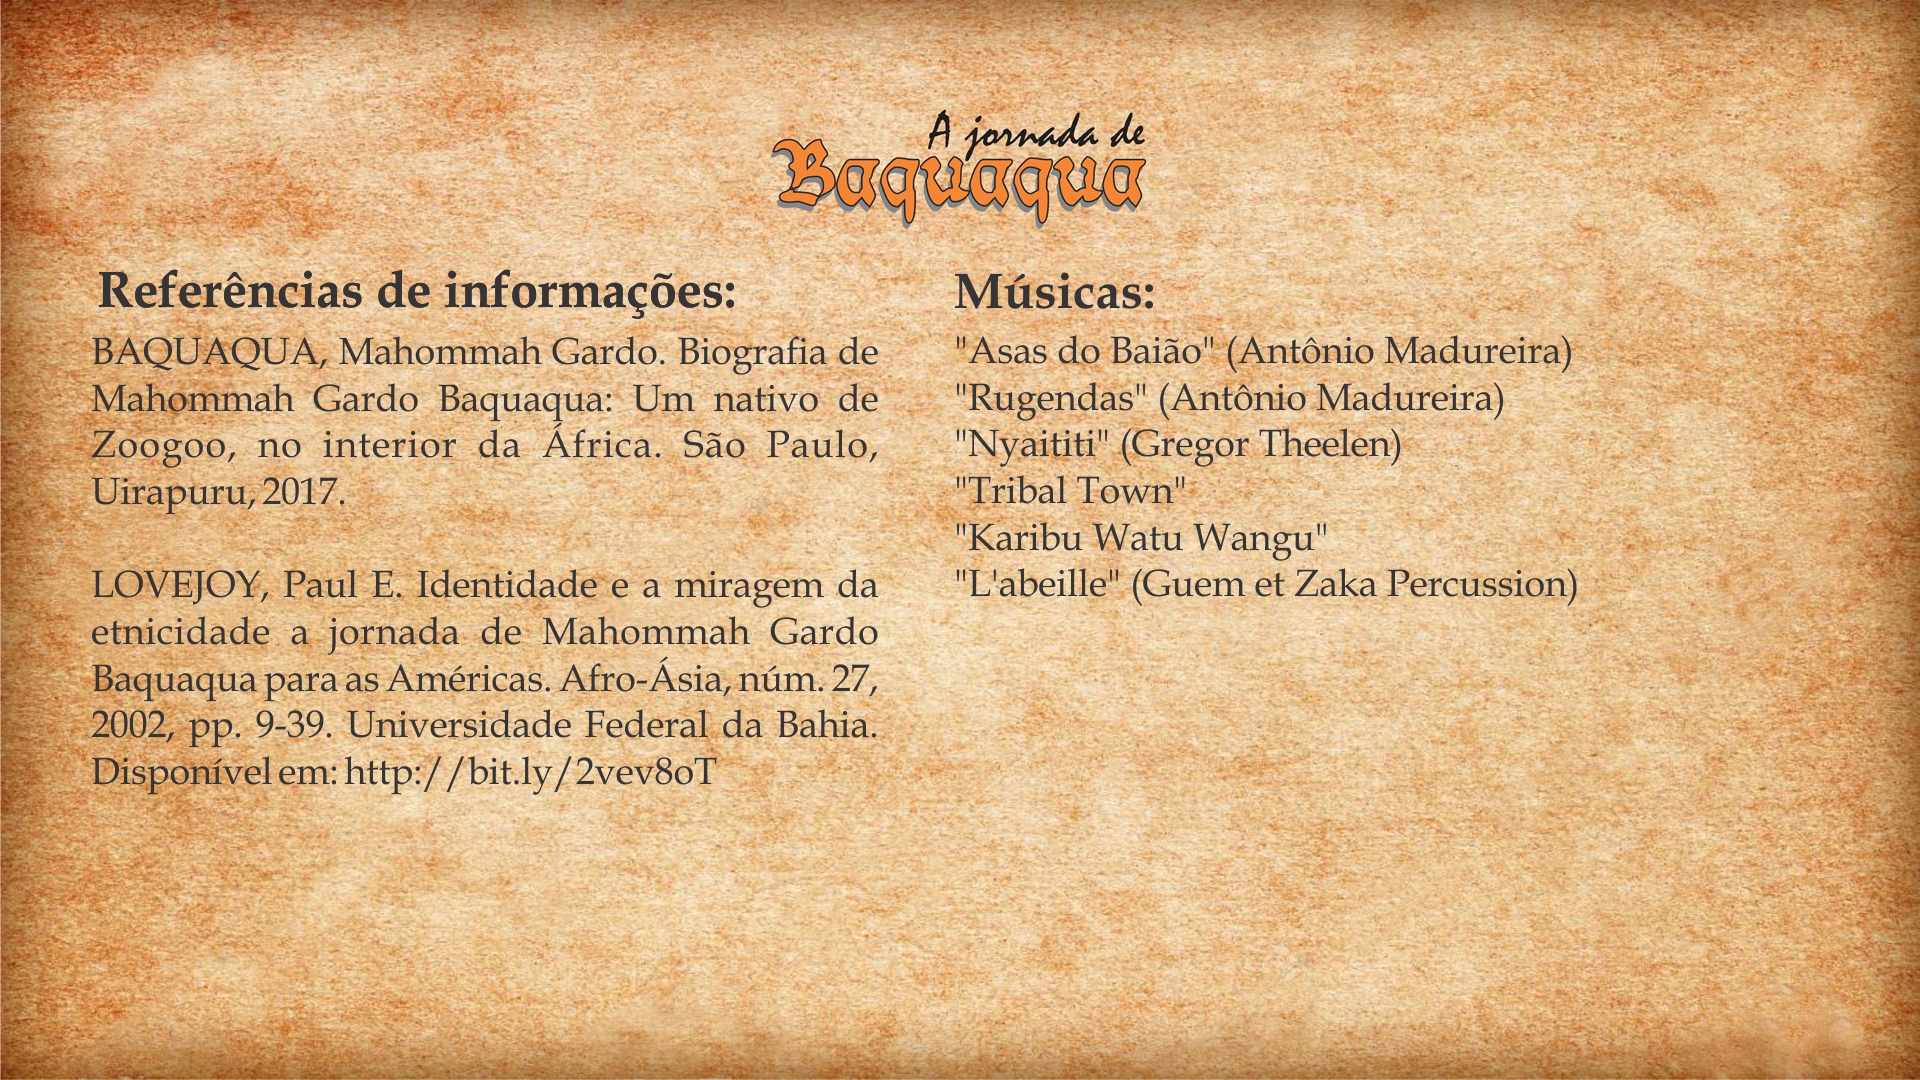 A jornada de
Baquaqua
Referências de informações:
BAQUAQUA, Mahommah Gardo. Biografia de
Mahommah Gardo Baquaqua: Um nativo de
Zoogoo, no interior da África. São Paulo,
Uirapuru, 2017.
LOVEJOY, Paul E. Identidade e a miragem da
etnicidade a jornada de Mahommah Gardo
Baquaqua para as Américas. Afro-Ásia, núm. 27,
2002, pp. 9-39. Universidade Federal da Bahia.
Disponível em: http://bit.ly/2vev8oT
Músicas:
"Asas do Baião" (Antônio Madureira)
"Rugendas" (Antônio Madureira)
"Nyaititi" (Gregor Theelen)
"Tribal Town"
"Karibu Watu Wangu"
"L'abeille" (Guem et Zaka Percussion)